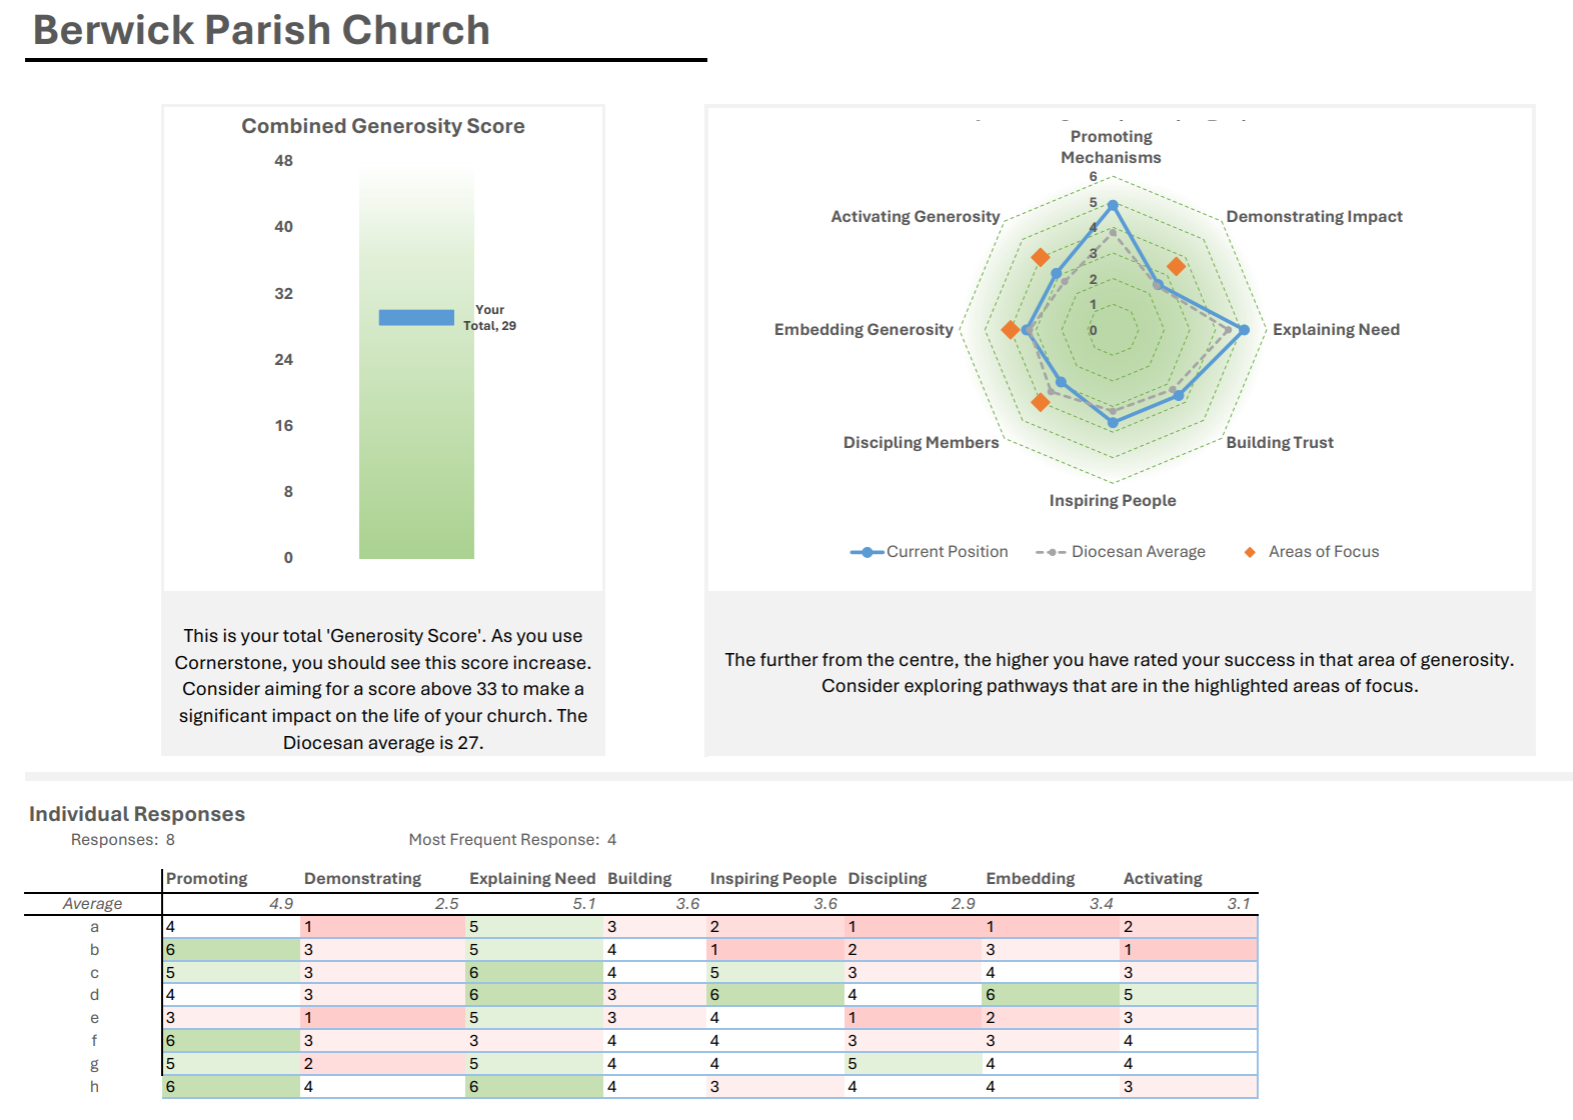 Berwick Parish Church
Combined Generosity Score
48
40
32
24
16
8
0
Your
Total, 29
This is your total 'Generosity Score'. As you use
Cornerstone, you should see this score increase.
Consider aiming for a score above 33 to make a
significant impact on the life of your church. The
Diocesan average is 27.
Promoting
Mechanisms
6
5
4
3
2
1
0
Activating Generosity
Demonstrating Impact
Embedding Generosity
Explaining Need
Discipling Members
Building Trust
Inspiring People
Current Position Diocesan Average Areas of Focus
The further from the centre, the higher you have rated your success in that area of generosity.
Consider exploring pathways that are in the highlighted areas of focus.
Individual Responses
Responses: 8 Most Frequent Response: 4
Promoting Demonstrating Explaining Need Building Inspiring People Discipling Embedding Activating
Average 4.9 2.5 5.1 3.6 3.6 2.9 3.4 3.1
a 4 1 5 3 2 1 1 2
b 6 3 5 4 1 2 3 1
c 5 3 6 4 5 3 4 3
d 4 3 6 3 6 4 6 5
e 3 1 5 3 4 1 2 3
f 6 3 3 4 4 3 3 4
g 5 2 5 4 4 5 4 4
h 6 4 6 4 3 4 4 3